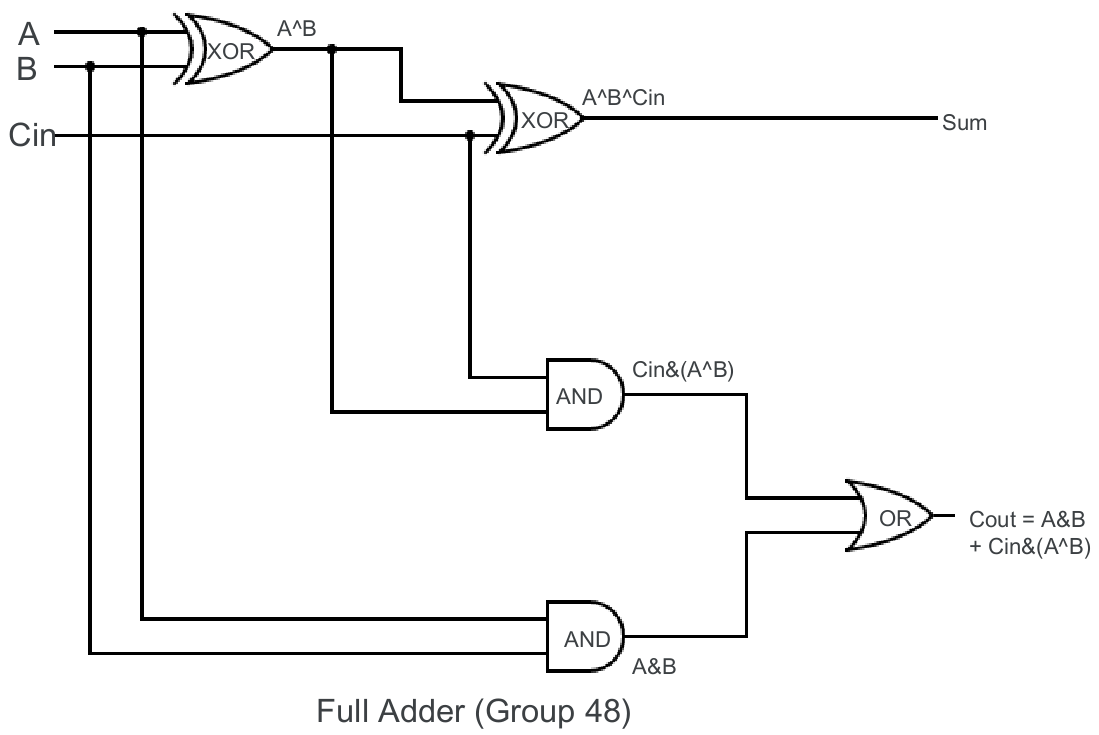 A
B
Cin
XOR
A^B
XOR
A^B^Cin
Sum
AND
Cin&(A^B)
OR
Cout = A&B
+ Cin&(A^B)
AND
A&B
Full Adder (Group 48)